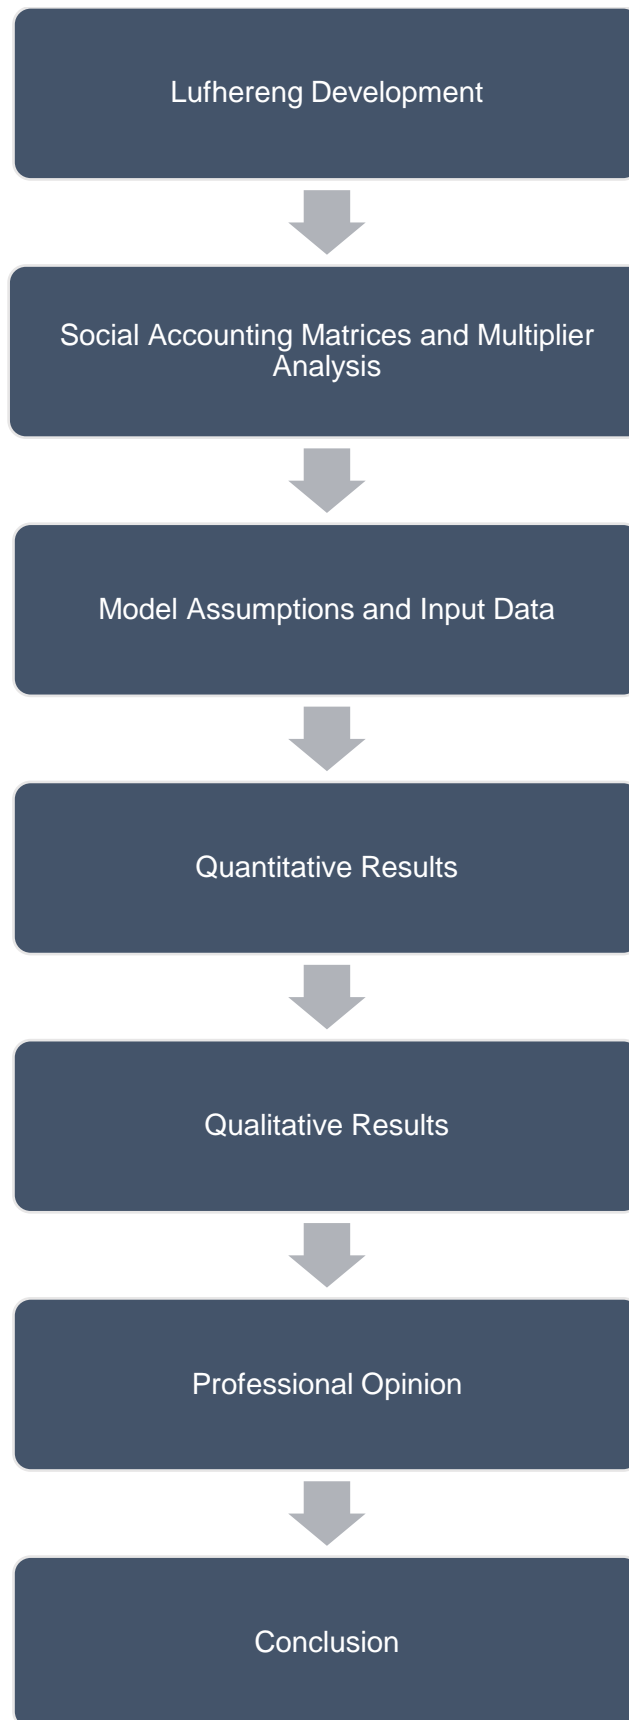 Lufhereng Development
Social Accounting Matrices and Multiplier
Analysis
Model Assumptions and Input Data
Quantitative Results
Qualitative Results
Professional Opinion
Conclusion